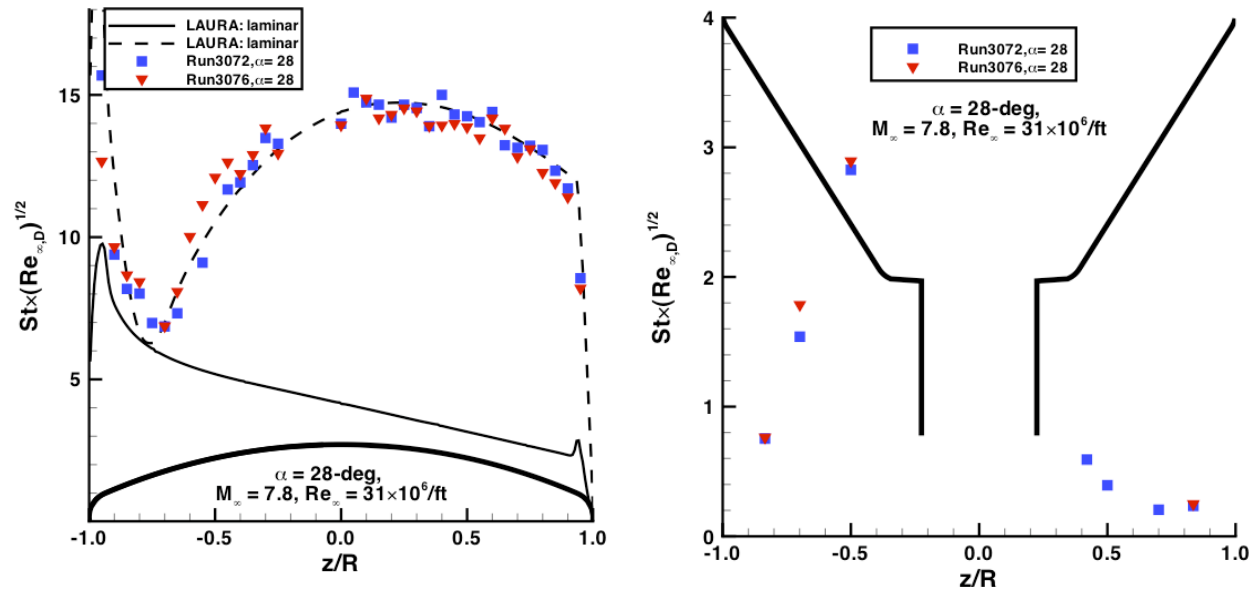 LAURA: laminar
LAURA: laminar
Run3072,α= 28
Run3076,α= 28
15
10
5
St×(Re∞,D)1/2
α = 28-deg,
M∞ = 7.8, Re∞ = 31×10⁶/ft
-1.0 -0.5 0.0 0.5 1.0
z/R
Run3072,α= 28
Run3076,α= 28
α = 28-deg,
M∞ = 7.8, Re∞ = 31×10⁶/ft
4
3
2
1
0
St×(Re∞,D)1/2
-1.0 -0.5 0.0 0.5 1.0
z/R